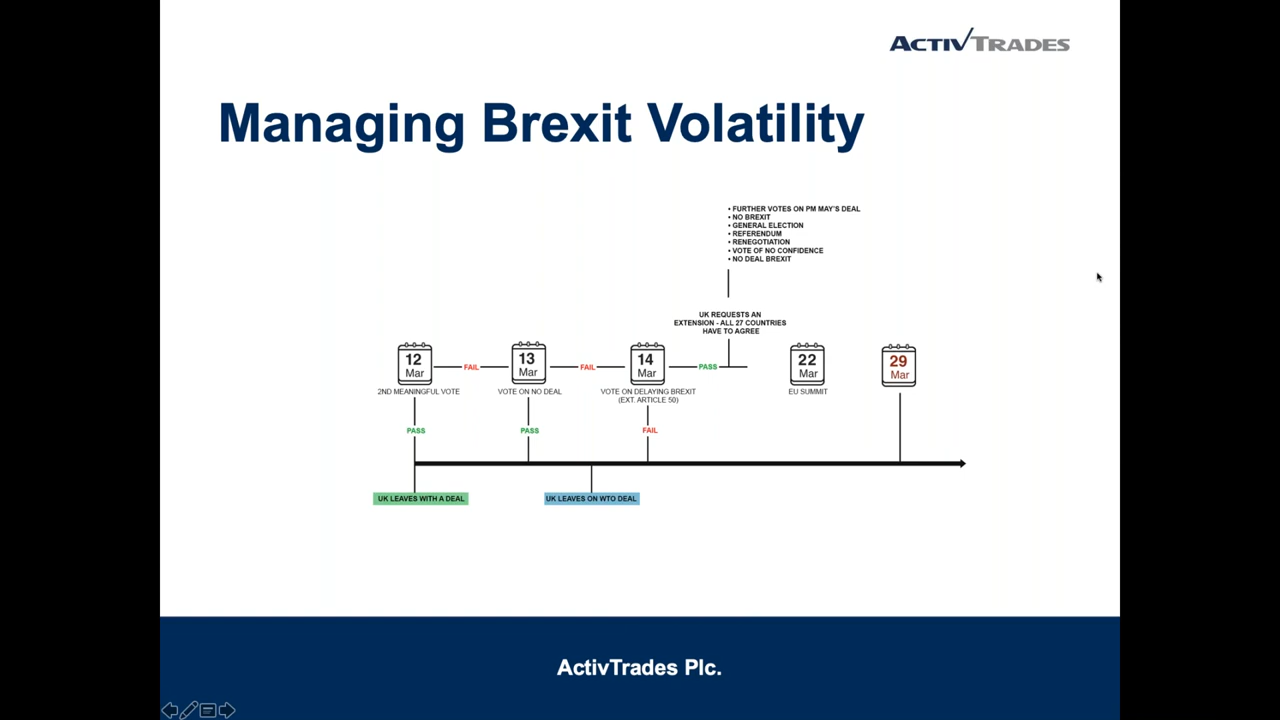 ACTIVTRADES
Managing Brexit Volatility
• FURTHER VOTES ON PM MAY'S DEAL
• NO BREXIT
• GENERAL ELECTION
• REFERENDUM
• RENEGOTIATION
• VOTE OF NO CONFIDENCE
• NO DEAL BREXIT
UK REQUESTS AN
EXTENSION - ALL 27 COUNTRIES
HAVE TO AGREE
12
Mar
FAIL
13
Mar
FAIL
14
Mar
PASS
22
Mar
29
Mar
2ND MEANINGFUL VOTE
VOTE ON NO DEAL
VOTE ON DELAYING BREXIT
(EXT. ARTICLE 50)
EU SUMMIT
PASS
PASS
FAIL
UK LEAVES WITH A DEAL
UK LEAVES ON WTO DEAL
ActivTrades Plc.